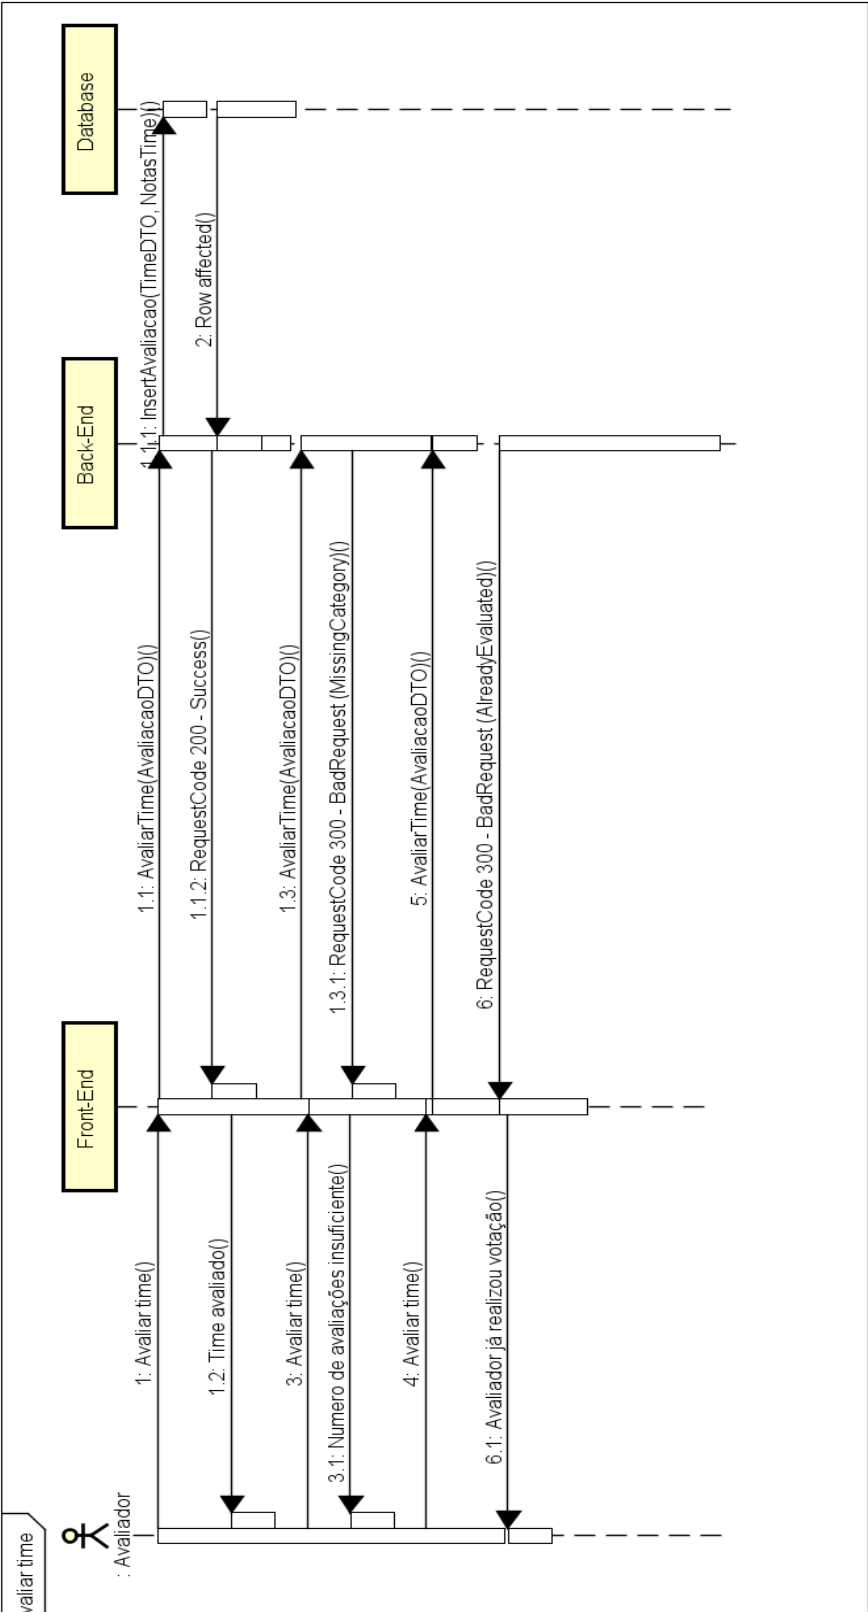 valiar time
: Avaliador
Front-End
Back-End
Database
1: Avaliar time()
1.1: AvaliarTime(AvaliacaoDTO)()
1.1.1: InsertAvaliacao(TimeDTO, NotasTime)()
2: Row affected()
1.1.2: RequestCode 200 - Success()
1.2: Time avaliado()
3: Avaliar time()
1.3: AvaliarTime(AvaliacaoDTO)()
1.3.1: RequestCode 300 - BadRequest (MissingCategory)()
3.1: Numero de avaliações insuficiente()
4: Avaliar time()
5: AvaliarTime(AvaliacaoDTO)()
6: RequestCode 300 - BadRequest (AlreadyEvaluated)()
6.1: Avaliador já realizou votação()